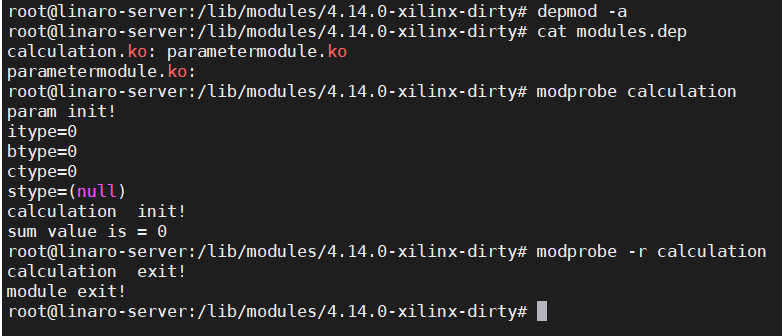 root@linaro-server:/lib/modules/4.14.0-xilinx-dirty# depmod -a
root@linaro-server:/lib/modules/4.14.0-xilinx-dirty# cat modules.dep
calculation.ko: parametermodule.ko
parametermodule.ko:
root@linaro-server:/lib/modules/4.14.0-xilinx-dirty# modprobe calculation
param init!
itype=0
btype=0
ctype=0
stype=(null)
calculation  init!
sum value is = 0
root@linaro-server:/lib/modules/4.14.0-xilinx-dirty# modprobe -r calculation
calculation  exit!
module exit!
root@linaro-server:/lib/modules/4.14.0-xilinx-dirty#